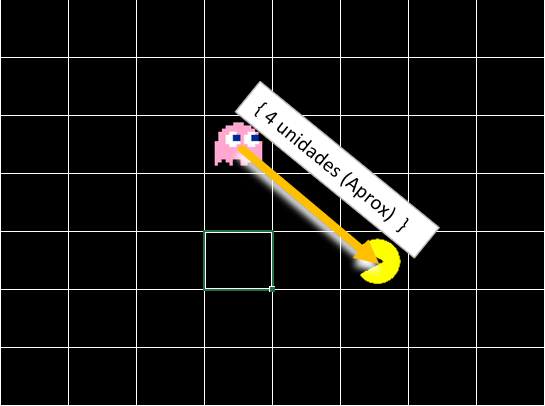 { 4 unidades (Aprox) }